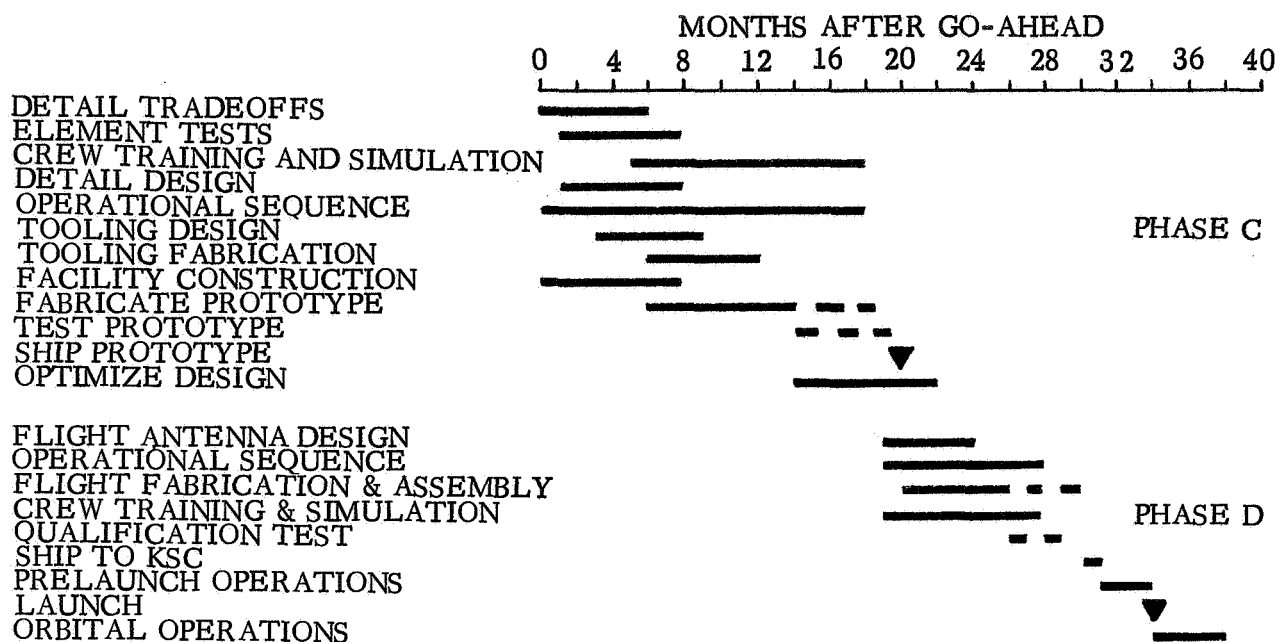 MONTHS AFTER GO-AHEAD
0 4 8 12 16 20 24 28 32 36 40
DETAIL TRADEOFFS
ELEMENT TESTS
CREW TRAINING AND SIMULATION
DETAIL DESIGN
OPERATIONAL SEQUENCE
TOOLING DESIGN PHASE C
TOOLING FABRICATION
FACILITY CONSTRUCTION
FABRICATE PROTOTYPE
TEST PROTOTYPE
SHIP PROTOTYPE
OPTIMIZE DESIGN
FLIGHT ANTENNA DESIGN
OPERATIONAL SEQUENCE
FLIGHT FABRICATION & ASSEMBLY
CREW TRAINING & SIMULATION PHASE D
QUALIFICATION TEST
SHIP TO KSC
PRELAUNCH OPERATIONS
LAUNCH
ORBITAL OPERATIONS